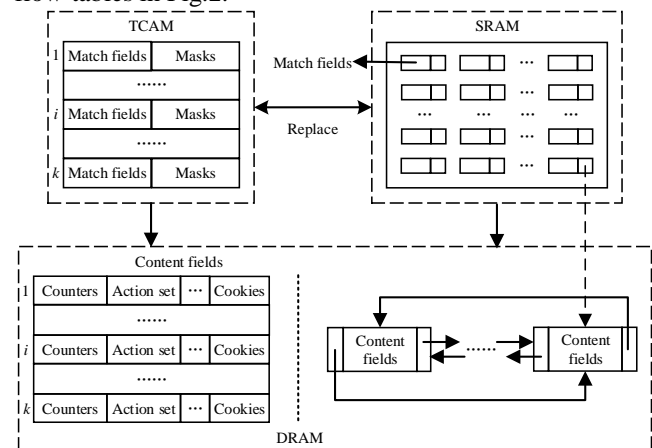 flow tables in Fig.2.
TCAM
1 Match fields Masks
......
i Match fields Masks
......
k Match fields Masks
Replace
SRAM
Match fields
...
...
... ... ...
...
...
Content fields
1 Counters Action set ... Cookies
......
i Counters Action set ... Cookies
......
k Counters Action set ... Cookies
Content
fields
......
Content
fields
DRAM